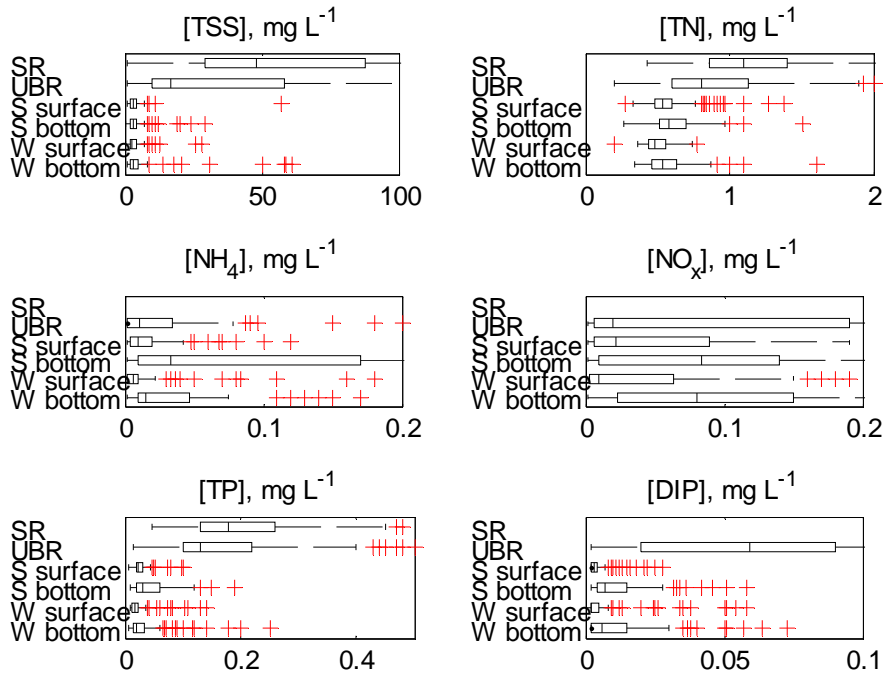 [TSS], mg L-1
SR
UBR
S surface
S bottom
W surface
W bottom
0 50 100
[TN], mg L-1
SR
UBR
S surface
S bottom
W surface
W bottom
0 1 2
[NH4], mg L-1
SR
UBR
S surface
S bottom
W surface
W bottom
0 0.1 0.2
[NOx], mg L-1
SR
UBR
S surface
S bottom
W surface
W bottom
0 0.1 0.2
[TP], mg L-1
SR
UBR
S surface
S bottom
W surface
W bottom
0 0.2 0.4
[DIP], mg L-1
SR
UBR
S surface
S bottom
W surface
W bottom
0 0.05 0.1